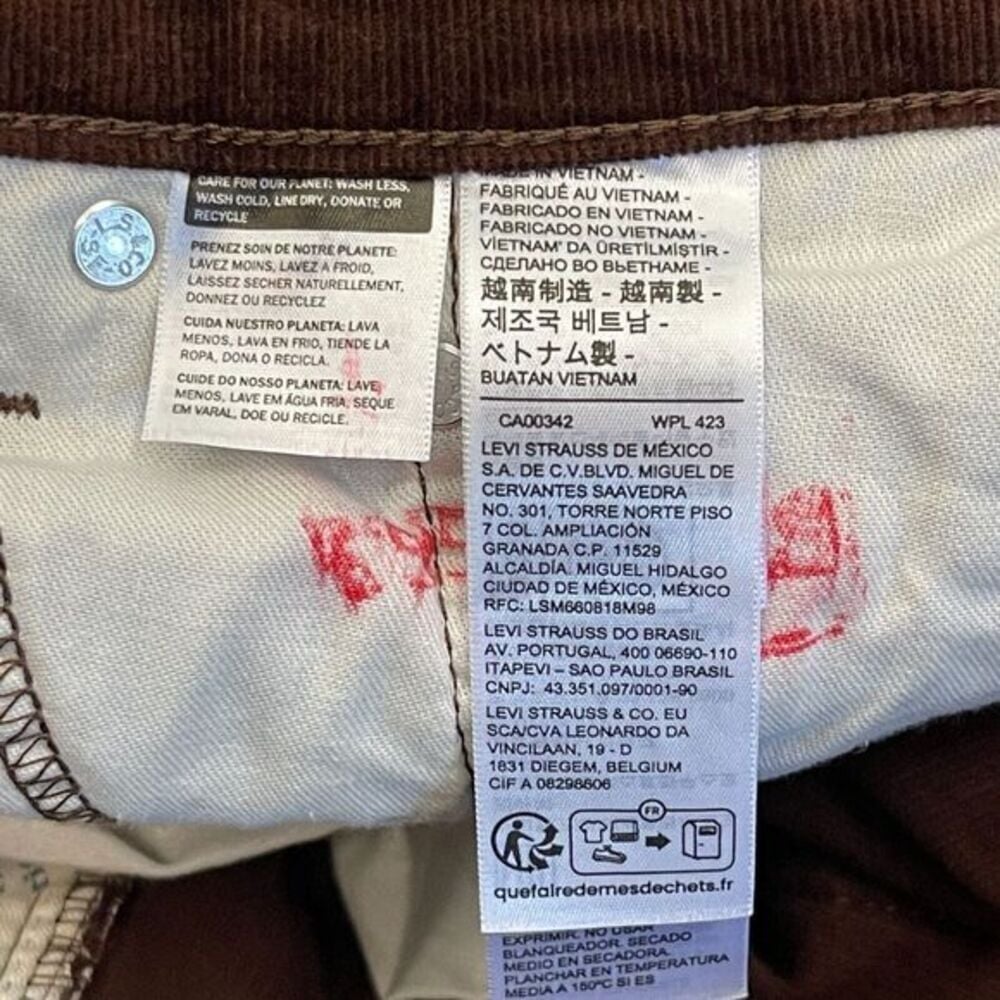 CARE FOR OUR PLANET: WASH LESS,
WASH COLD, LINE DRY, DONATE OR
RECYCLE
PRENEZ SOIN DE NOTRE PLANETE:
LAVEZ MOINS, LAVEZ A FROID,
LAISSEZ SECHER NATURELLEMENT,
DONNEZ OU RECYCLEZ
CUIDA NUESTRO PLANETA: LAVA
MENOS, LAVA EN FRIO, TIENDE LA
ROPA, DONA O RECICLA.
CUIDE DO NOSSO PLANETA: LAVE
MENOS, LAVE EM ÁGUA FRIA, SEQUE
EM VARAL, DOE OU RECICLE.
MADE IN VIETNAM -
FABRIQUÉ AU VIETNAM -
FABRICADO EN VIETNAM -
FABRICADO NO VIETNAM -
VİETNAM' DA ÜRETİLMİŞTİR -
СДЕЛАНО ВО ВЬЕТНАМЕ -
越南制造 - 越南製 -
제조국 베트남 -
ベトナム製 -
BUATAN VIETNAM
CA00342 WPL 423
LEVI STRAUSS DE MÉXICO
S.A. DE C.V.BLVD. MIGUEL DE
CERVANTES SAAVEDRA
NO. 301, TORRE NORTE PISO
7 COL. AMPLIACIÓN
GRANADA C.P. 11529
ALCALDÍA. MIGUEL HIDALGO
CIUDAD DE MÉXICO, MÉXICO
RFC: LSM660818M98
LEVI STRAUSS DO BRASIL
AV. PORTUGAL, 400 06690-110
ITAPEVI – SAO PAULO BRASIL
CNPJ: 43.351.097/0001-90
LEVI STRAUSS & CO. EU
SCA/CVA LEONARDO DA
VINCILAAN, 19 - D
1831 DIEGEM, BELGIUM
CIF A 08298606
FR
quefairedemesdechets.fr
EXPRIMIR. NO USAR
BLANQUEADOR. SECADO
MEDIO EN SECADORA.
PLANCHAR EN TEMPERATURA
MEDIA A 150ºC SI ES